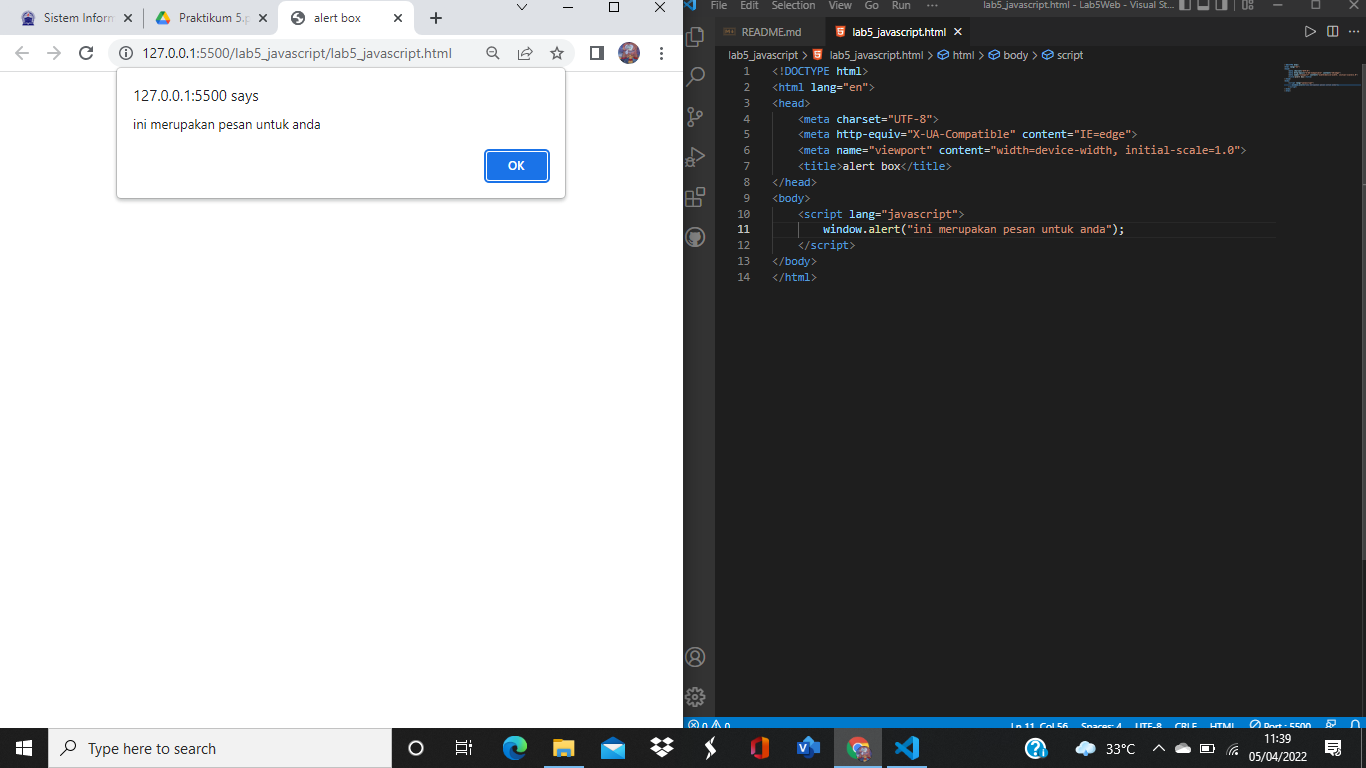 Sistem Inform
Praktikum 5.p
alert box
127.0.0.1:5500/lab5_javascript/lab5_javascript.html
127.0.0.1:5500 says
ini merupakan pesan untuk anda
OK
File Edit Selection View Go Run ··· lab5_javascript.html - Lab5Web - Visual St...
README.md
lab5_javascript.html
lab5_javascript > lab5_javascript.html > html > body > script
1 <!DOCTYPE html>
2 <html lang="en">
3 <head>
4 <meta charset="UTF-8">
5 <meta http-equiv="X-UA-Compatible" content="IE=edge">
6 <meta name="viewport" content="width=device-width, initial-scale=1.0">
7 <title>alert box</title>
8 </head>
9 <body>
10 <script lang="javascript">
11 window.alert("ini merupakan pesan untuk anda");
12 </script>
13 </body>
14 </html>
0 0 Ln 11, Col 56 Spaces: 4 UTF-8 CRLF HTML Port : 5500
Type here to search
33°C
11:39
05/04/2022